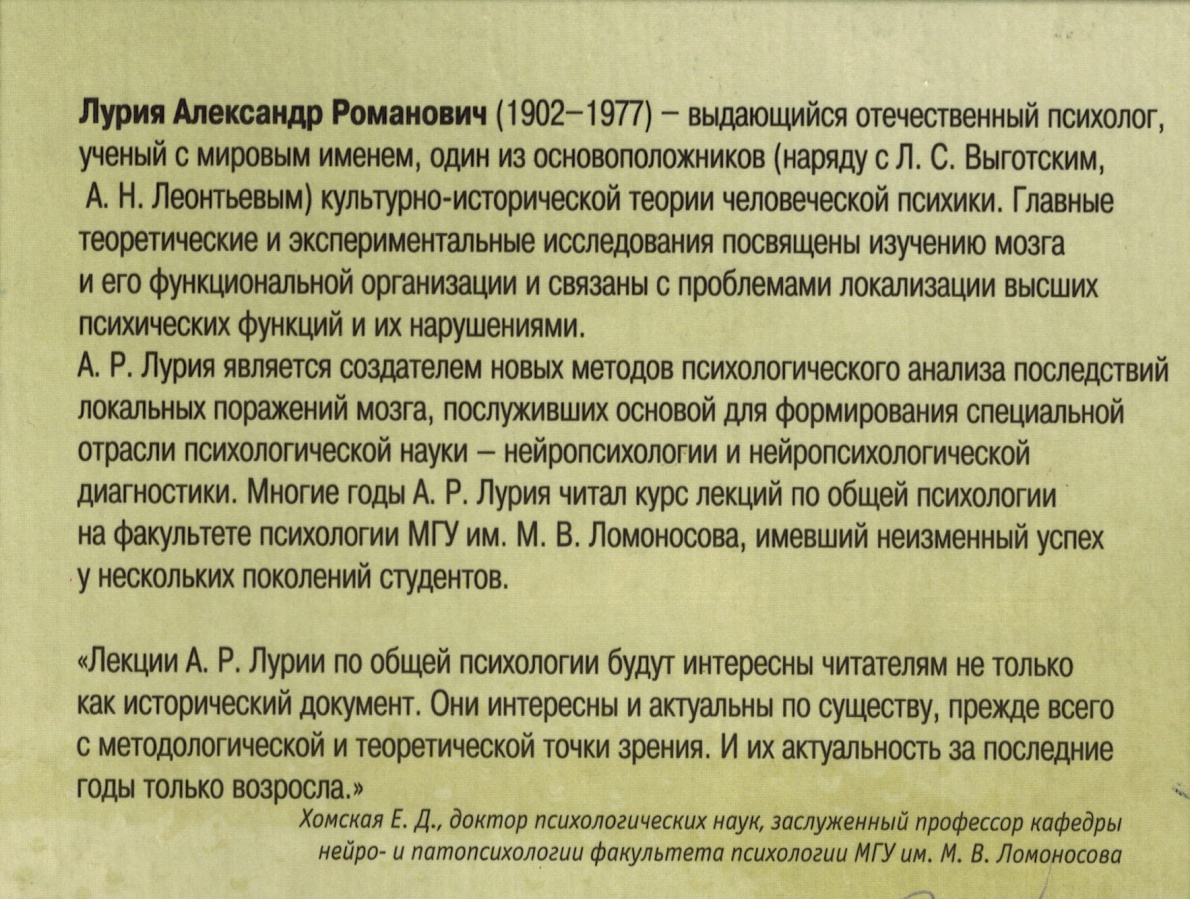 Лурия Александр Романович (1902–1977) – выдающийся отечественный психолог,
ученый с мировым именем, один из основоположников (наряду с Л. С. Выготским,
А. Н. Леонтьевым) культурно-исторической теории человеческой психики. Главные
теоретические и экспериментальные исследования посвящены изучению мозга
и его функциональной организации и связаны с проблемами локализации высших
психических функций и их нарушениями.
А. Р. Лурия является создателем новых методов психологического анализа последствий
локальных поражений мозга, послуживших основой для формирования специальной
отрасли психологической науки – нейропсихологии и нейропсихологической
диагностики. Многие годы А. Р. Лурия читал курс лекций по общей психологии
на факультете психологии МГУ им. М. В. Ломоносова, имевший неизменный успех
у нескольких поколений студентов.
«Лекции А. Р. Лурии по общей психологии будут интересны читателям не только
как исторический документ. Они интересны и актуальны по существу, прежде всего
с методологической и теоретической точки зрения. И их актуальность за последние
годы только возросла.»
Хомская Е. Д., доктор психологических наук, заслуженный профессор кафедры
нейро- и патопсихологии факультета психологии МГУ им. М. В. Ломоносова